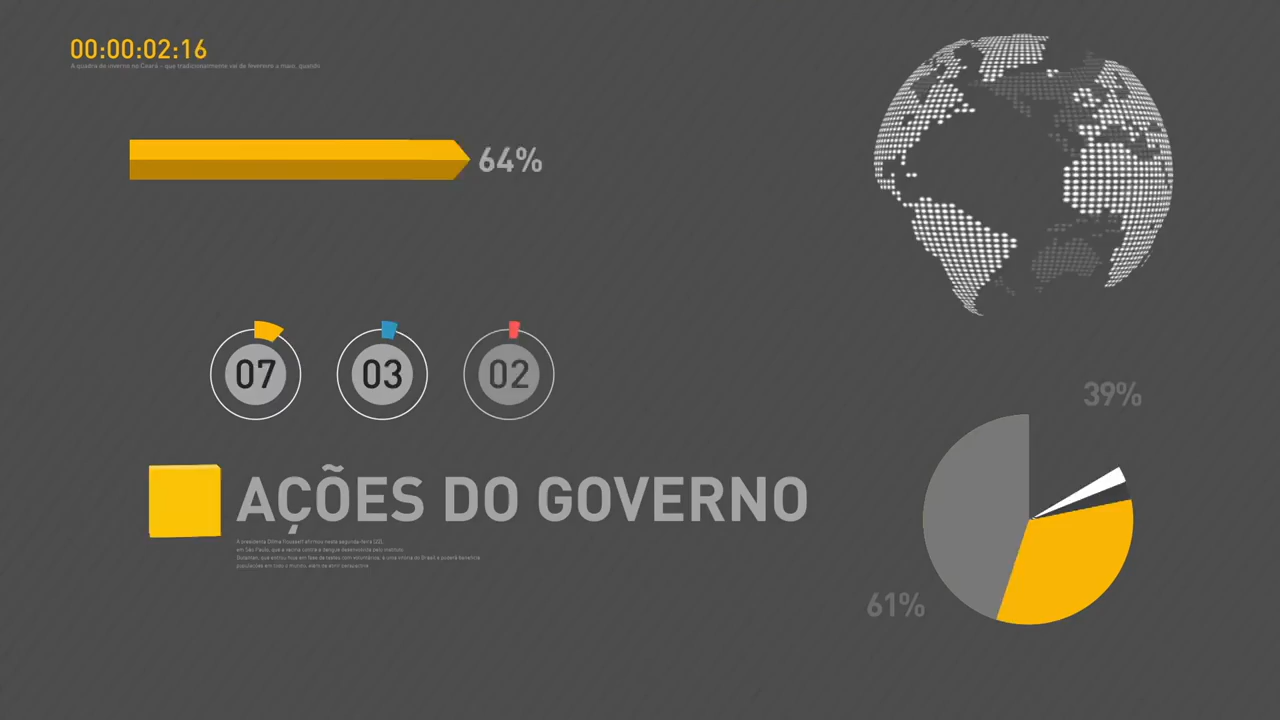 00:00:02:16
A quadra de inverno no Ceará – que tradicionalmente vai de fevereiro a maio, quando
64%
07 03 02
39%
AÇÕES DO GOVERNO
A presidenta Dilma Rousseff afirmou nesta segunda-feira (22),
em São Paulo, que a vacina contra a dengue desenvolvida pelo Instituto
Butantan, que entrou hoje em fase de testes com voluntários, é uma vitória do Brasil e poderá beneficiar
populações em todo o mundo, além de abrir perspectiva
61%